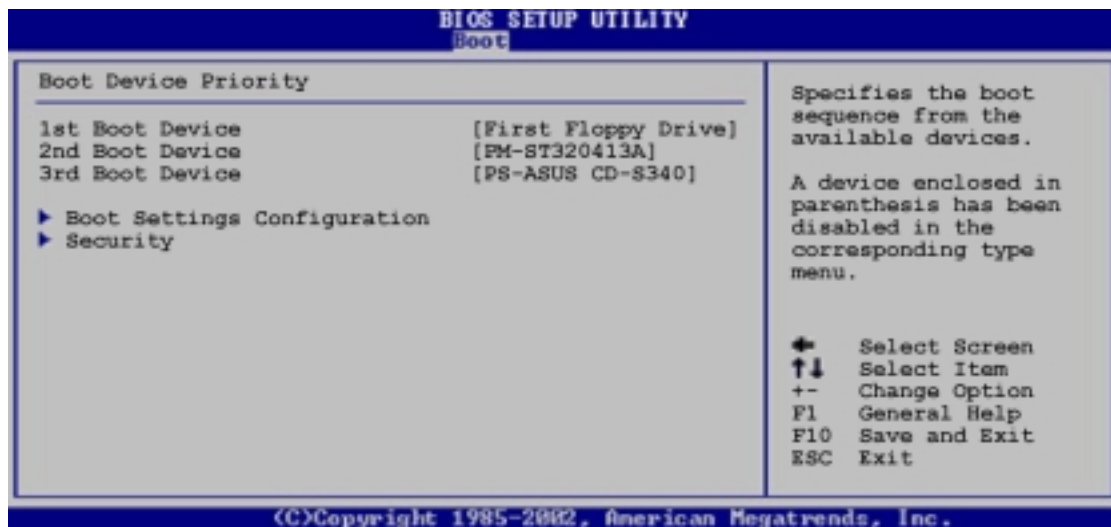 BIOS SETUP UTILITY
Boot
Boot Device Priority
1st Boot Device [First Floppy Drive]
2nd Boot Device [PM-ST320413A]
3rd Boot Device [PS-ASUS CD-S340]
Boot Settings Configuration
Security
Specifies the boot
sequence from the
available devices.
A device enclosed in
parenthesis has been
disabled in the
corresponding type
menu.
← Select Screen
↑↓ Select Item
+- Change Option
F1 General Help
F10 Save and Exit
ESC Exit
(C)Copyright 1985-2002, American Megatrends, Inc.